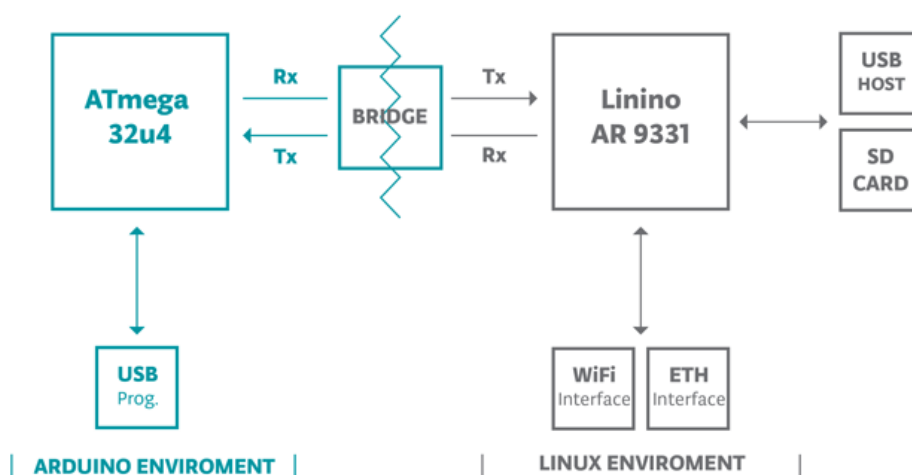 ATmega
32u4
Rx
Tx
BRIDGE
Tx
Rx
Linino
AR 9331
USB
HOST
SD
CARD
USB
Prog.
WiFi
Interface
ETH
Interface
ARDUINO ENVIROMENT
LINUX ENVIROMENT